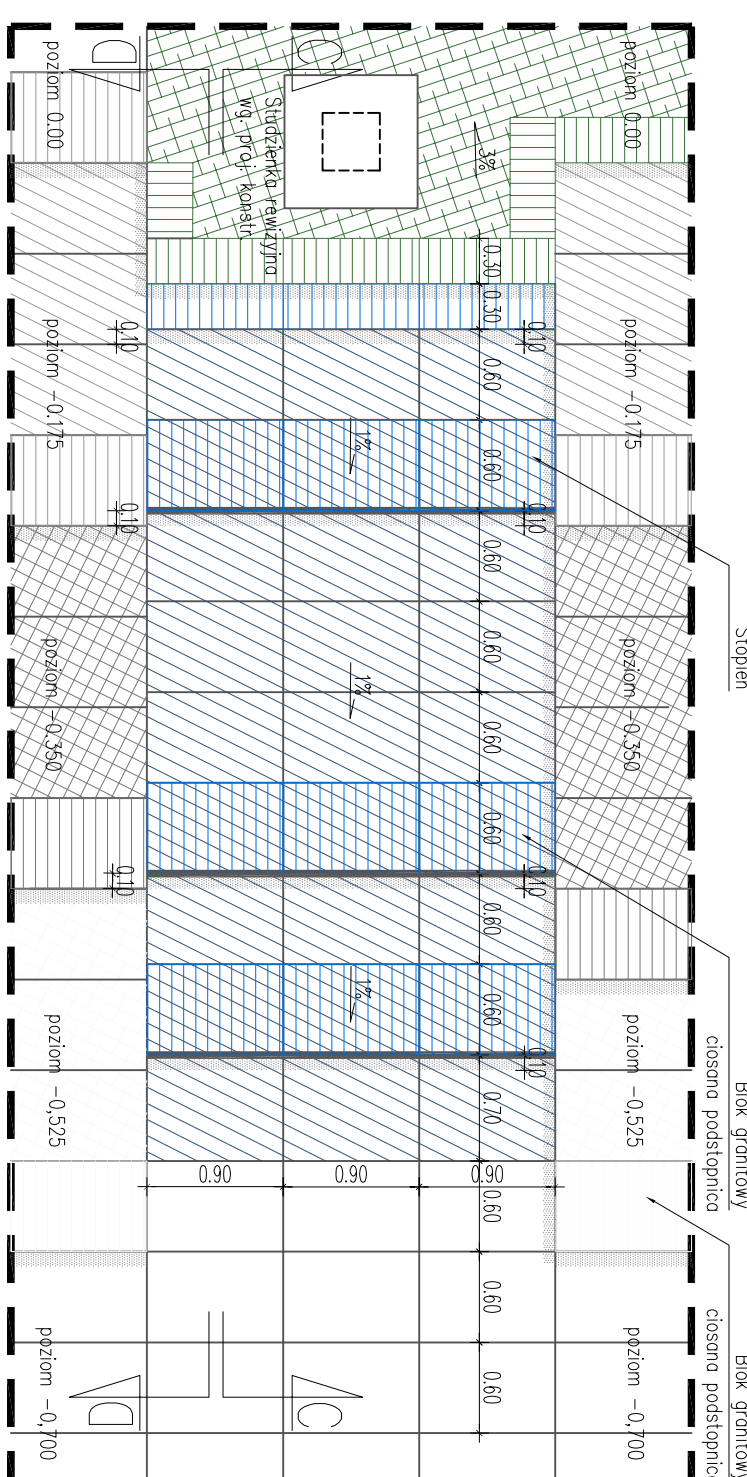 poziom 0.00
poziom -0.175
poziom -0.350
poziom -0,525
poziom -0,700
Stopień
Blok granitowy
ciosana podstopnica
Blok granitowy
ciosana podstopnica
3%
0.30
0.30
0.60
0.60
0.60
0.60
0.60
0.60
0.60
0.60
0.70
0.60
0.60
0.60
0.10
0.10
0.10
0.10
1%
1%
1%
0.90
0.90
0.90
Studzienka rewizyjna
wg. proj. konstr
C
D
C
D
0.10
0.10
0.10
poziom 0.00
poziom -0.175
poziom -0.350
poziom -0,525
poziom -0,700